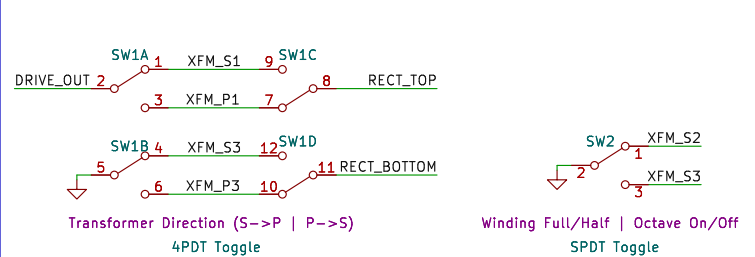 SW1A 1 XFM_S1 9 SW1C
DRIVE_OUT 2 8 RECT_TOP
3 XFM_P1 7
SW1B 4 XFM_S3 12 SW1D
5 11 RECT_BOTTOM
6 XFM_P3 10
Transformer Direction (S->P | P->S)
4PDT Toggle
SW2 XFM_S2
1
2
XFM_S3
3
Winding Full/Half | Octave On/Off
SPDT Toggle